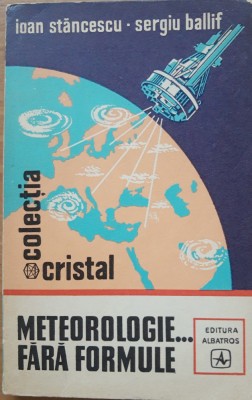 ioan stăncescu • sergiu ballif
colecția
cristal
METEOROLOGIE...
FĂRĂ FORMULE
EDITURA
ALBATROS